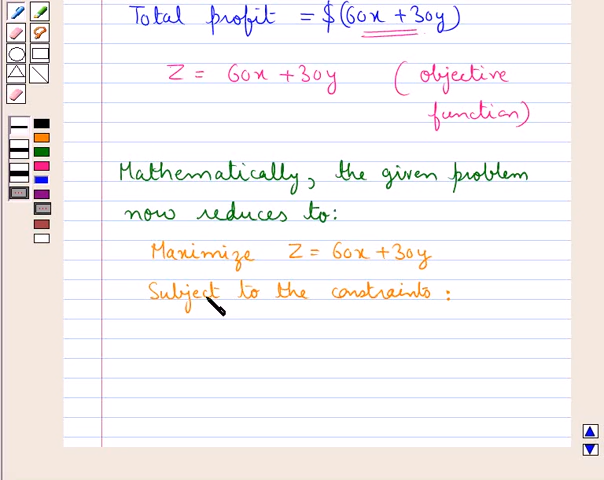 Total profit = $(60x + 30y)
Z = 60x + 30y (objective
function)
Mathematically, the given problem
now reduces to:
Maximize Z = 60x + 30y
Subject to the constraints :